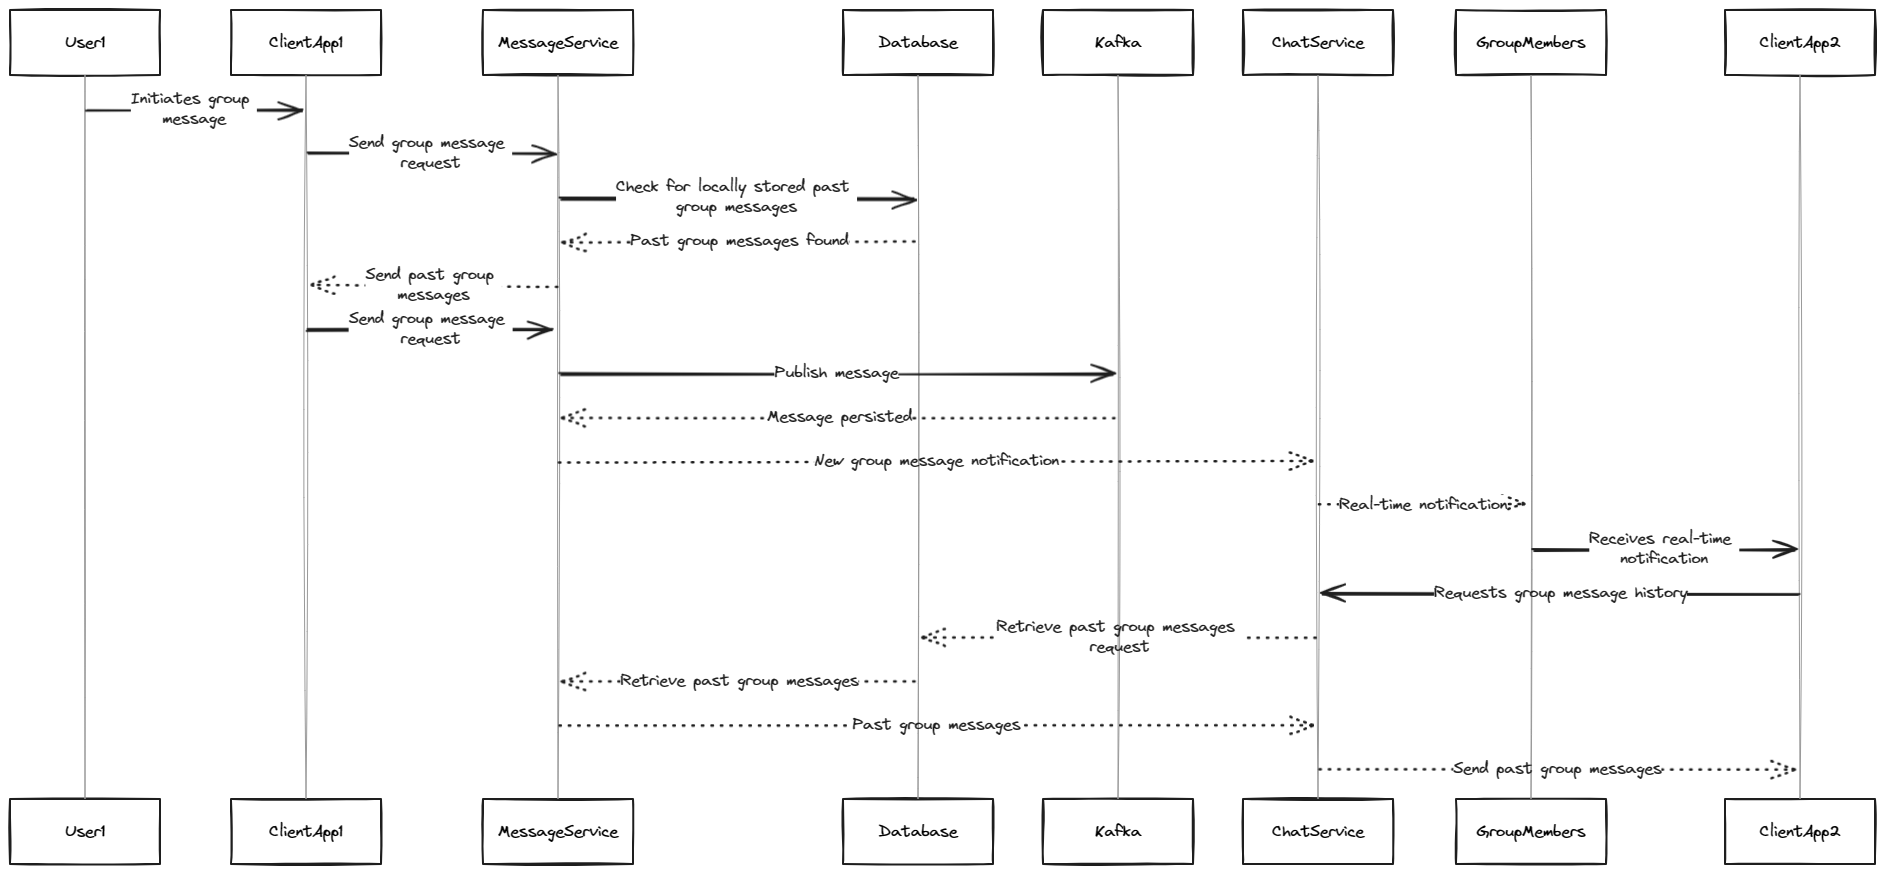 User1
ClientApp1
MessageService
Database
Kafka
ChatService
GroupMembers
ClientApp2
Initiates group
message
Send group message
request
Check for locally stored past
group messages
Past group messages found
Send past group
messages
Send group message
request
Publish message
Message persisted
New group message notification
Real-time notification
Receives real-time
notification
Requests group message history
Retrieve past group messages
request
Retrieve past group messages
Past group messages
Send past group messages
User1
ClientApp1
MessageService
Database
Kafka
ChatService
GroupMembers
ClientApp2